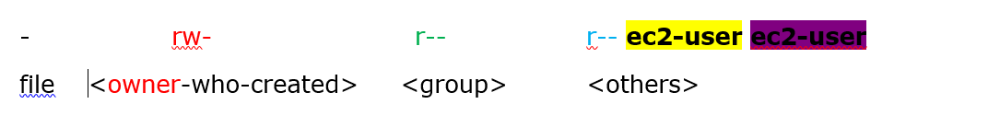 - rw- r-- r-- ec2-user ec2-user
file <owner-who-created> <group> <others>